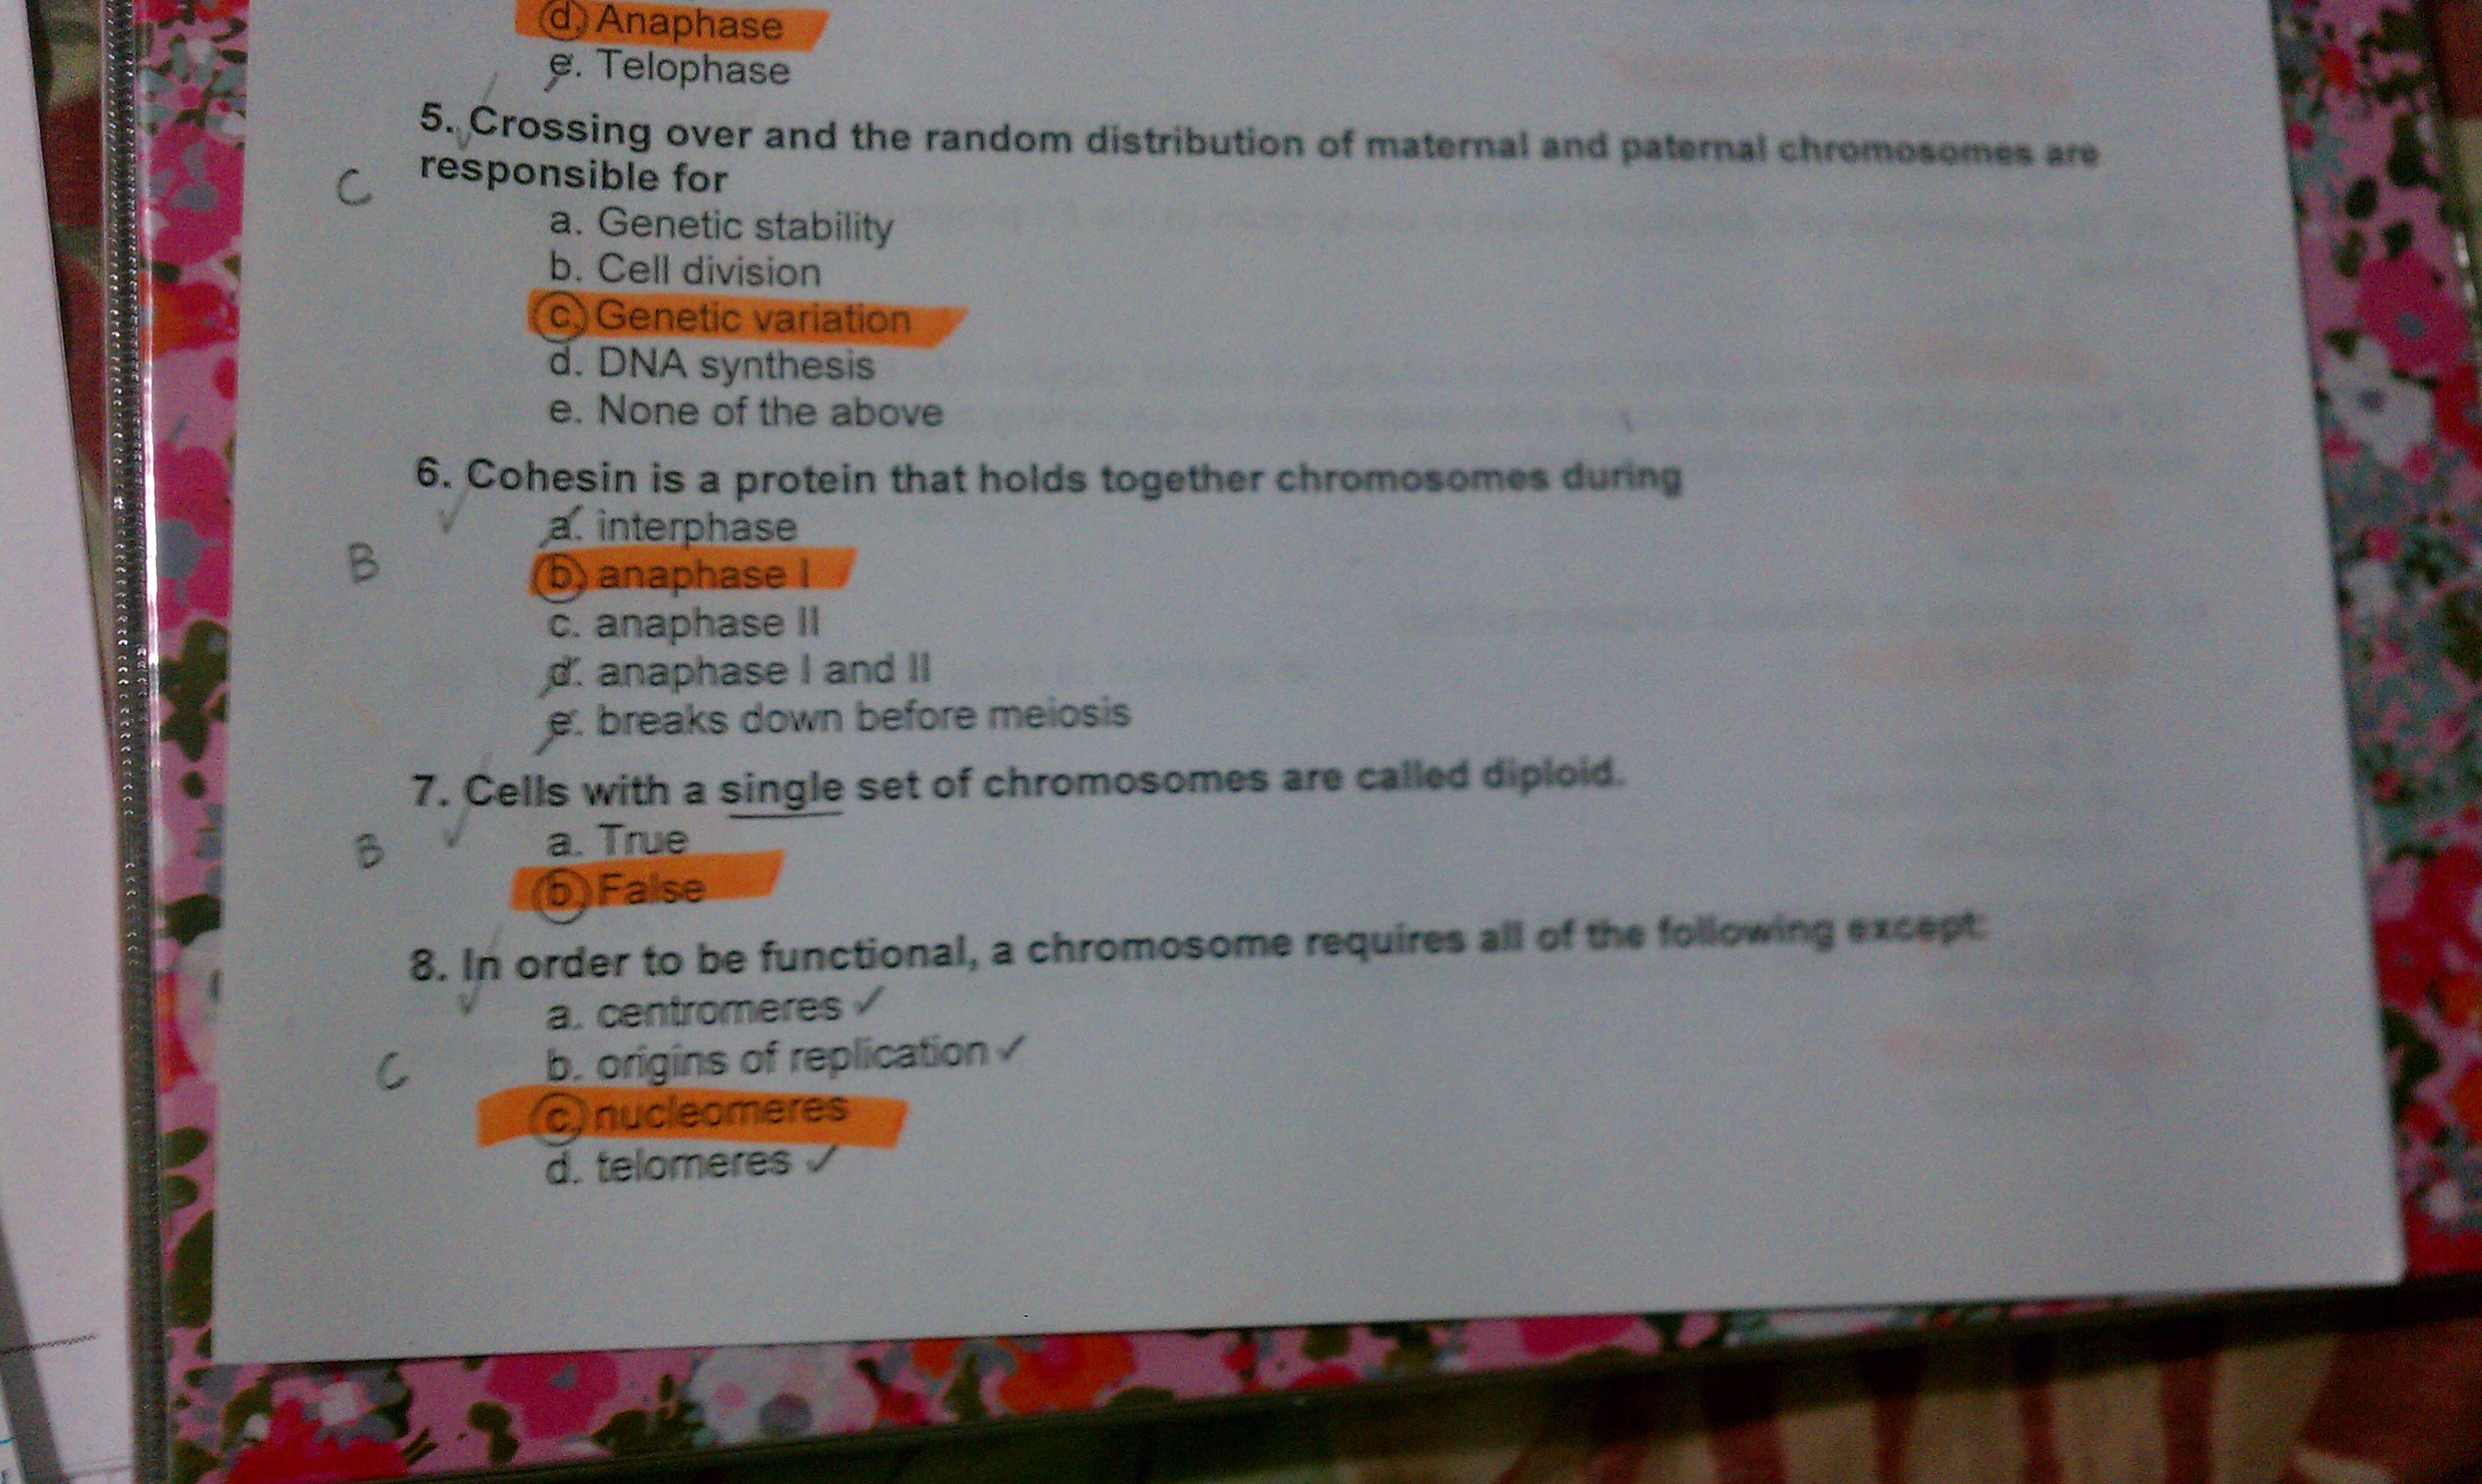 d. Anaphase
e. Telophase
5. Crossing over and the random distribution of maternal and paternal chromosomes are
responsible for
C
a. Genetic stability
b. Cell division
c. Genetic variation
d. DNA synthesis
e. None of the above
6. Cohesin is a protein that holds together chromosomes during
a. interphase
B
b. anaphase I
c. anaphase II
d. anaphase I and II
e. breaks down before meiosis
7. Cells with a single set of chromosomes are called diploid.
a. True
B
b. False
8. In order to be functional, a chromosome requires all of the following except:
a. centromeres ✓
b. origins of replication ✓
C
c. nucleomeres
d. telomeres ✓